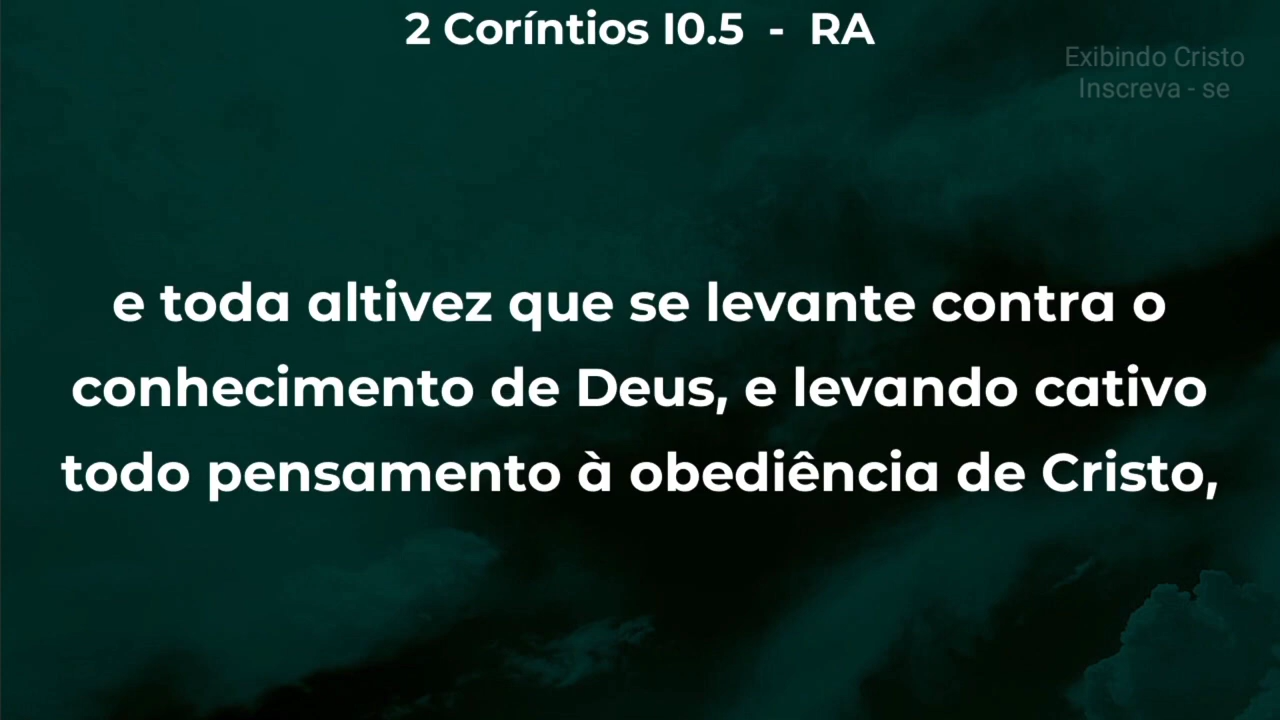 2 Coríntios I0.5 - RA
Exibindo Cristo
Inscreva - se
e toda altivez que se levante contra o
conhecimento de Deus, e levando cativo
todo pensamento à obediência de Cristo,